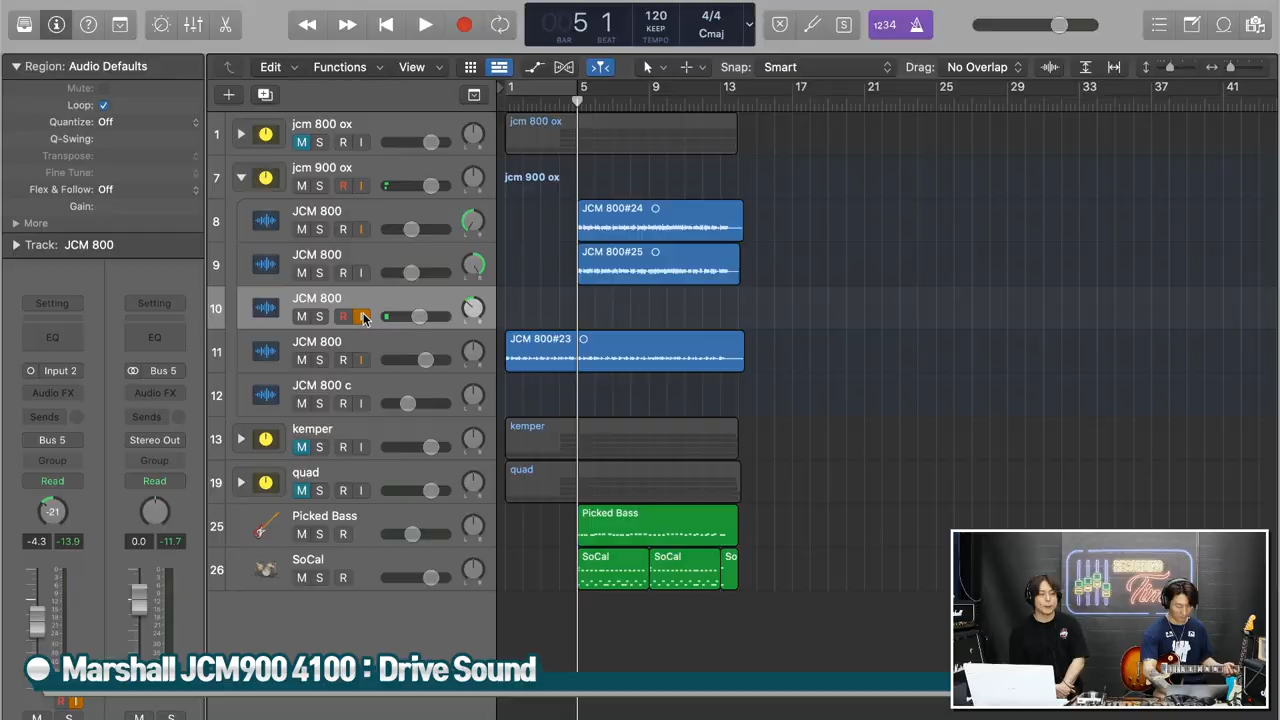 5 1
BAR
BEAT
120
KEEP
TEMPO
4/4
Cmaj
1234
Region: Audio Defaults
Mute:
Loop:
Quantize: Off
Q-Swing:
Transpose:
Fine Tune:
Flex & Follow: Off
Gain:
More
Track: JCM 800
Edit
Functions
View
Snap: Smart
Drag: No Overlap
1 5 9 13 17 21 25 29 33 37 41
1
jcm 800 ox
M S R I
L R
jcm 800 ox
7
jcm 900 ox
M S R I
L R
jcm 900 ox
8
JCM 800
M S R I
L R
JCM 800#24
9
JCM 800
M S R I
L R
JCM 800#25
10
JCM 800
M S R
L R
11
JCM 800
M S R I
L R
JCM 800#23
12
JCM 800 c
M S R I
L R
13
kemper
M S R I
L R
kemper
19
quad
M S R I
L R
quad
25
Picked Bass
M S R
L R
Picked Bass
26
SoCal
M S R
L R
SoCal
SoCal
So
Setting
Setting
EQ
EQ
Input 2
Bus 5
Audio FX
Audio FX
Sends
Sends
Bus 5
Stereo Out
Group
Group
Read
Read
-21
-4.3 -13.9
0.0 -11.7
R I
M S
M S
Marshall JCM900 4100 : Drive Sound
Time